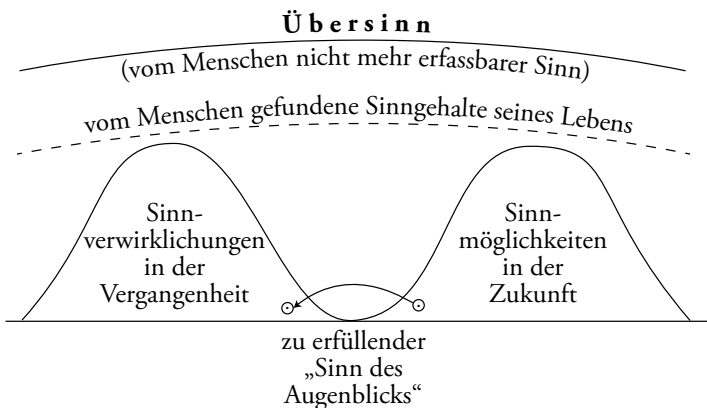 Übersinn
(vom Menschen nicht mehr erfassbarer Sinn)
vom Menschen gefundene Sinngehalte seines Lebens
Sinn-
verwirklichungen
in der
Vergangenheit
Sinn-
möglichkeiten
in der
Zukunft
zu erfüllender
„Sinn des
Augenblicks“